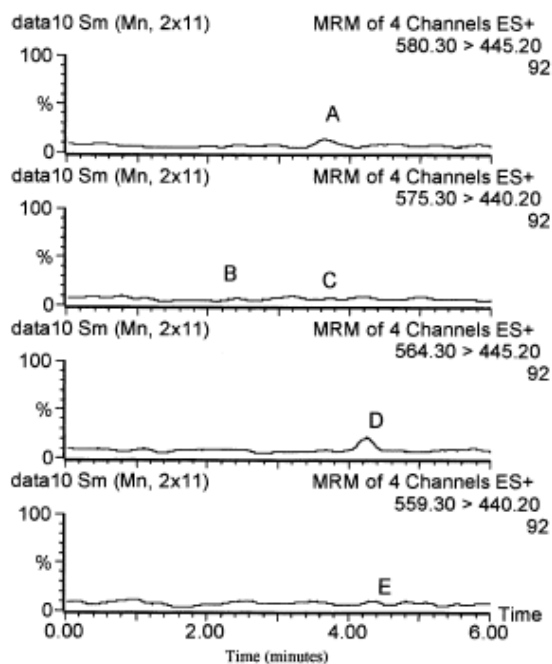 data10 Sm (Mn, 2x11) MRM of 4 Channels ES+
580.30 > 445.20
92
100
%
A
0
data10 Sm (Mn, 2x11) MRM of 4 Channels ES+
575.30 > 440.20
92
100
%
B C
0
data10 Sm (Mn, 2x11) MRM of 4 Channels ES+
564.30 > 445.20
92
100
%
D
0
data10 Sm (Mn, 2x11) MRM of 4 Channels ES+
559.30 > 440.20
92
100
%
E
0
Time
0.00 2.00 4.00 6.00
Time (minutes)